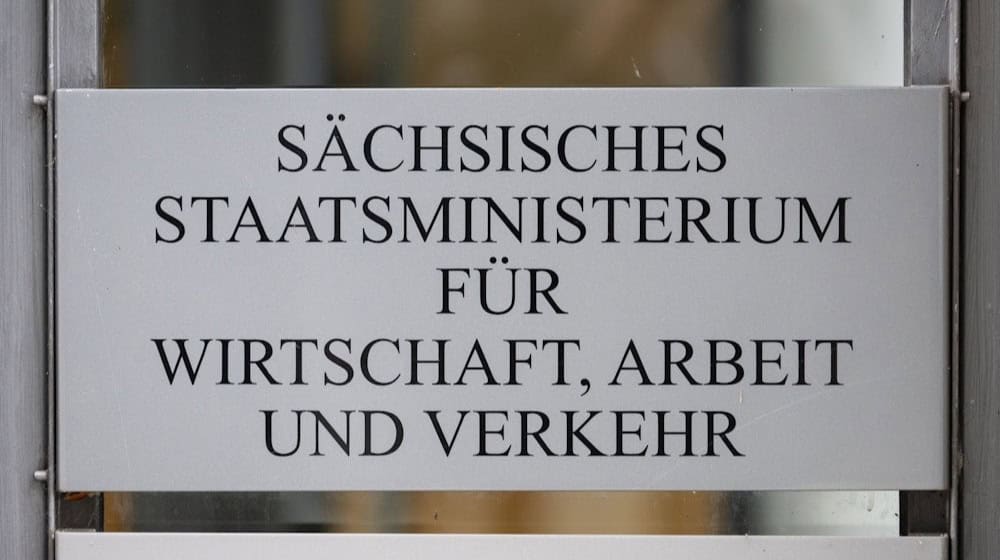 SÄCHSISCHES
STAATSMINISTERIUM
FÜR
WIRTSCHAFT, ARBEIT
UND VERKEHR